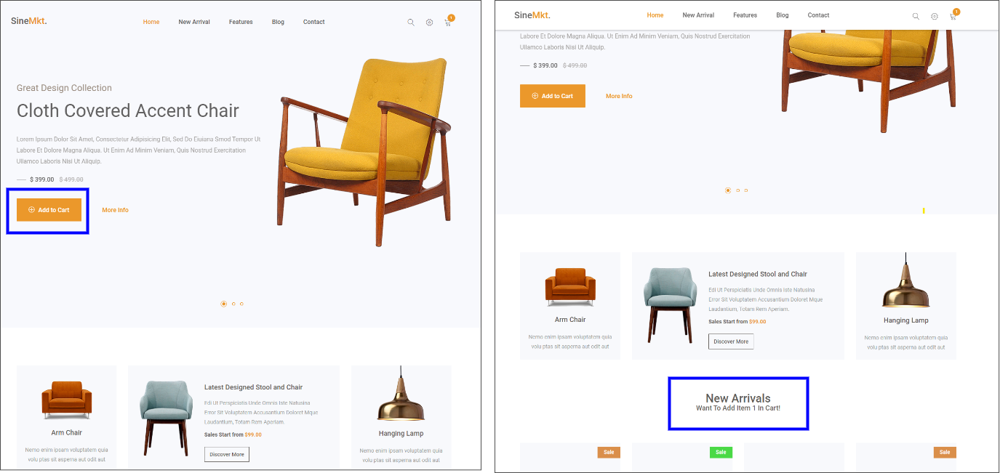 SineMkt.
Home New Arrival Features Blog Contact
1
Great Design Collection
Cloth Covered Accent Chair
Lorem Ipsum Dolor Sit Amet, Consectetur Adipisicing Elit, Sed Do Eiuiana Smod Tempor Ut
Labore Et Dolore Magna Aliqua. Ut Enim Ad Minim Veniam, Quis Nostrud Exercitation
Ullamco Laboris Nisi Ut Aliquip.
$ 399.00 $ 499.00
Add to Cart More Info
Arm Chair
Nemo enim ipsam voluptatem quia
volu ptas sit asperna aut odit aut
Latest Designed Stool and Chair
Edi Ut Perspiciatis Unde Omnis Iste Natusina
Error Sit Voluptatem Accusantium Doloret Mque
Laudantium, Totam Rem Aperiam.
Sales Start from $99.00
Discover More
Hanging Lamp
Nemo enim ipsam voluptatem quia
volu ptas sit asperna aut odit aut
SineMkt.
Home New Arrival Features Blog Contact
1
Labore Et Dolore Magna Aliqua. Ut Enim Ad Minim Veniam, Quis Nostrud Exercitation
Ullamco Laboris Nisi Ut Aliquip.
$ 399.00 $ 499.00
Add to Cart More Info
Arm Chair
Nemo enim ipsam voluptatem quia
volu ptas sit asperna aut odit aut
Latest Designed Stool and Chair
Edi Ut Perspiciatis Unde Omnis Iste Natusina
Error Sit Voluptatem Accusantium Doloret Mque
Laudantium, Totam Rem Aperiam.
Sales Start from $99.00
Discover More
Hanging Lamp
Nemo enim ipsam voluptatem quia
volu ptas sit asperna aut odit aut
New Arrivals
Want To Add Item 1 In Cart!
Sale Sale Sale